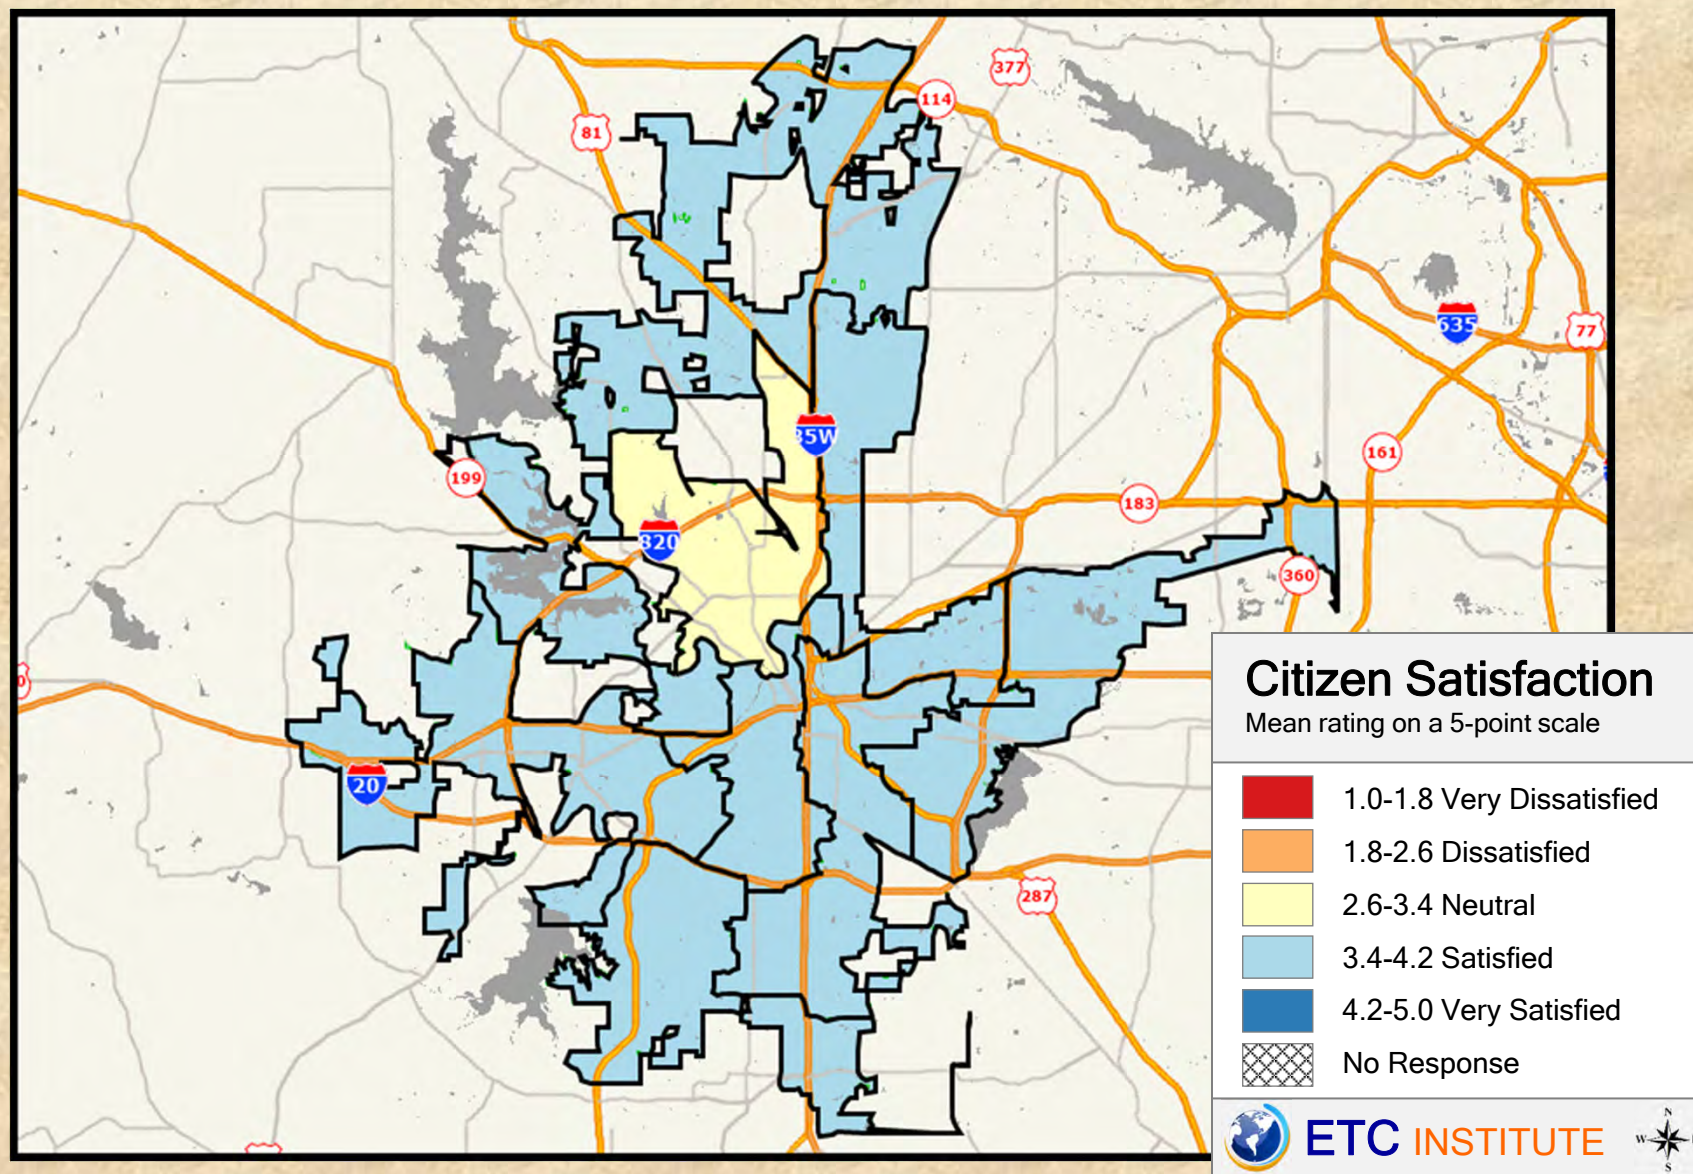 377
114
81
635
77
35W
161
199
183
820
360
Citizen Satisfaction
Mean rating on a 5-point scale
20
1.0-1.8 Very Dissatisfied
1.8-2.6 Dissatisfied
287
2.6-3.4 Neutral
3.4-4.2 Satisfied
4.2-5.0 Very Satisfied
No Response
ETC INSTITUTE
N
W
S